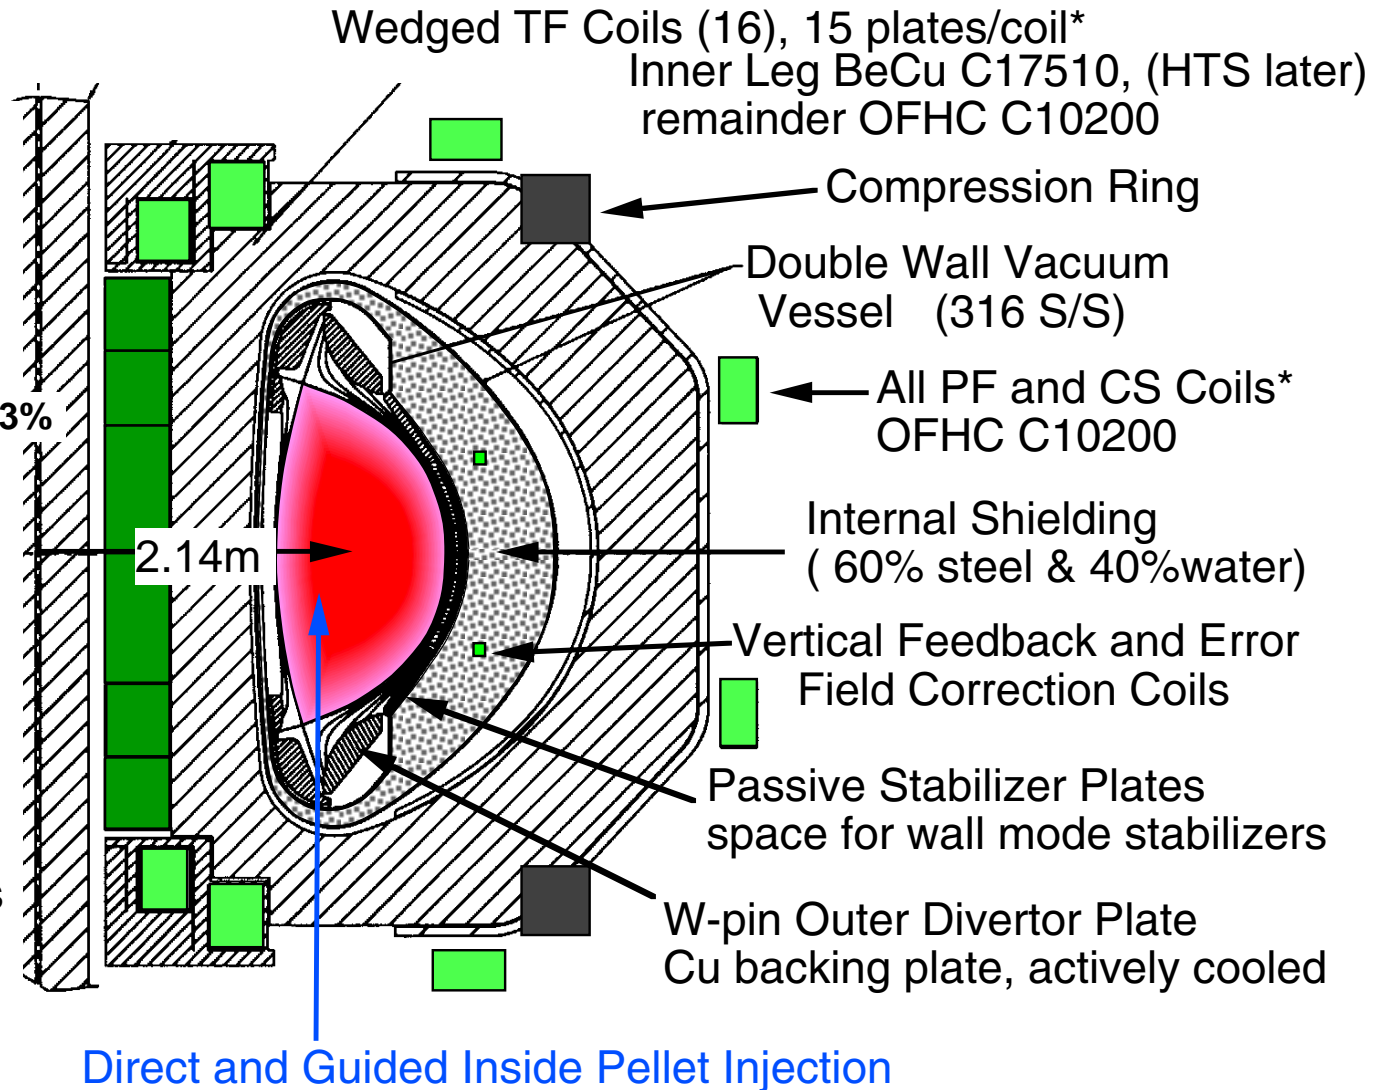 Wedged TF Coils (16), 15 plates/coil*
Inner Leg BeCu C17510, (HTS later)
remainder OFHC C10200
Compression Ring
Double Wall Vacuum
Vessel (316 S/S)
3%
All PF and CS Coils*
OFHC C10200
2.14m
Internal Shielding
( 60% steel & 40%water)
Vertical Feedback and Error
Field Correction Coils
Passive Stabilizer Plates
space for wall mode stabilizers
s
W-pin Outer Divertor Plate
Cu backing plate, actively cooled
Direct and Guided Inside Pellet Injection